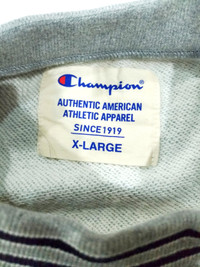 Champion
AUTHENTIC AMERICAN
ATHLETIC APPAREL
SINCE 1919
X-LARGE